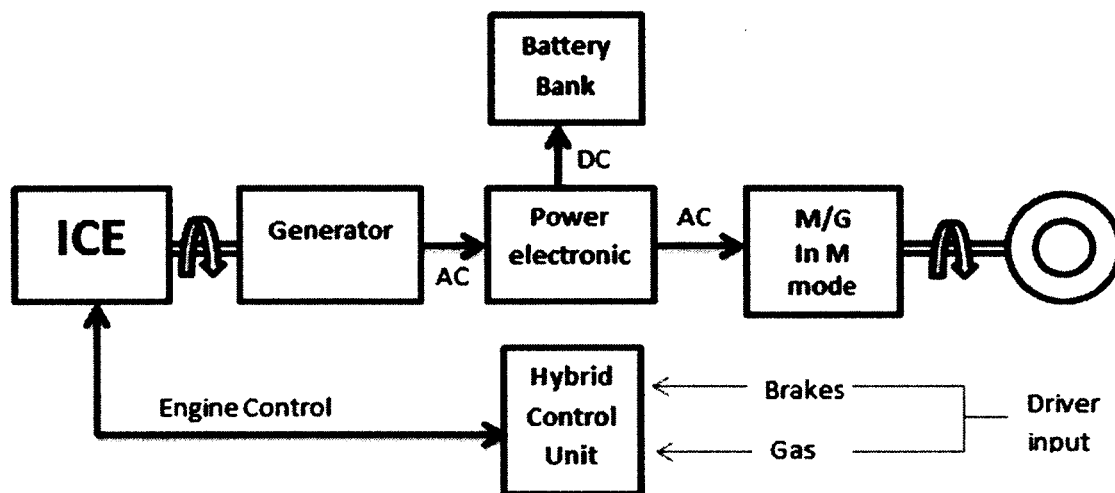 Battery
Bank
DC
ICE
Generator
AC
Power
electronic
AC
M/G
In M
mode
Engine Control
Hybrid
Control
Unit
Brakes
Gas
Driver
input